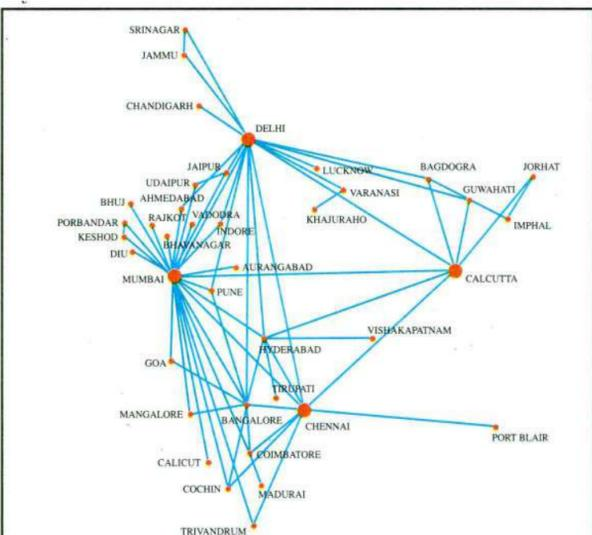 SRINAGAR
JAMMU
CHANDIGARH
DELHI
JAIPUR
LUCKNOW
BAGDOGRA
JORHAT
UDAIPUR
VARANASI
GUWAHATI
AHMEDABAD
BHUJ
KHAJURAHO
RAJKOT
VADODRA
IMPHAL
PORBANDAR
INDORE
KESHOD
BHAVANAGAR
DIU
AURANGABAD
MUMBAI
CALCUTTA
PUNE
VISHAKAPATNAM
HYDERABAD
GOA
TIRUPATI
MANGALORE
BANGALORE
CHENNAI
PORT BLAIR
COIMBATORE
CALICUT
COCHIN
MADURAI
TRIVANDRUM